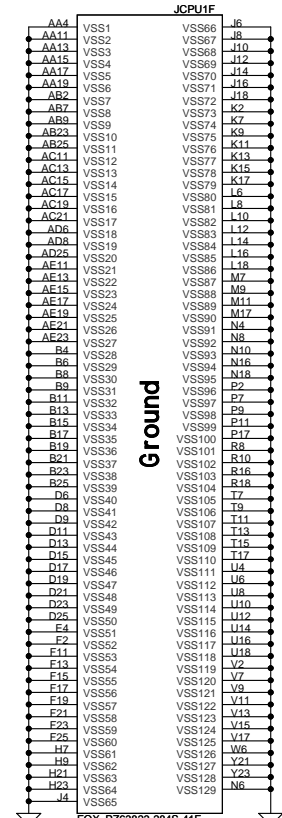 JCPU1F
AA4 VSS1 VSS66 J6
AA11 VSS2 VSS67 J8
AA13 VSS3 VSS68 J10
AA15 VSS4 VSS69 J12
AA17 VSS5 VSS70 J14
AA19 VSS6 VSS71 J16
AB2 VSS7 VSS72 J18
AB7 VSS8 VSS73 K2
AB9 VSS9 VSS74 K7
AB23 VSS10 VSS75 K9
AB25 VSS11 VSS76 K11
AC11 VSS12 VSS77 K13
AC13 VSS13 VSS78 K15
AC15 VSS14 VSS79 K17
AC17 VSS15 VSS80 L6
AC19 VSS16 VSS81 L8
AC21 VSS17 VSS82 L10
AD6 VSS18 VSS83 L12
AD8 VSS19 VSS84 L14
AD25 VSS20 VSS85 L16
AE11 VSS21 VSS86 L18
AE13 VSS22 VSS87 M7
AE15 VSS23 VSS88 M9
AE17 VSS24 VSS89 M11
AE19 VSS25 VSS90 M17
AE21 VSS26 VSS91 N4
AE23 VSS27 VSS92 N8
B4 VSS28 VSS93 N10
B6 VSS29 VSS94 N16
B8 VSS30 VSS95 N18
B9 VSS31 VSS96 P2
B11 VSS32 VSS97 P7
B13 VSS33 VSS98 P9
B15 VSS34 VSS99 P11
B17 VSS35 VSS100 P17
B19 VSS36 VSS101 R8
B21 VSS37 VSS102 R10
B23 VSS38 VSS103 R16
B25 VSS39 VSS104 R18
D6 VSS40 VSS105 T7
D8 VSS41 VSS106 T9
D9 VSS42 VSS107 T11
D11 VSS43 VSS108 T13
D13 VSS44 VSS109 T15
D15 VSS45 VSS110 T17
D17 VSS46 VSS111 U4
D19 VSS47 VSS112 U6
D21 VSS48 VSS113 U8
D23 VSS49 VSS114 U10
D25 VSS50 VSS115 U12
E4 VSS51 VSS116 U14
F2 VSS52 VSS117 U16
F11 VSS53 VSS118 U18
F13 VSS54 VSS119 V2
F15 VSS55 VSS120 V7
F17 VSS56 VSS121 V9
F19 VSS57 VSS122 V11
F21 VSS58 VSS123 V13
F23 VSS59 VSS124 V15
F25 VSS60 VSS125 V17
H7 VSS61 VSS126 W6
H9 VSS62 VSS127 Y21
H21 VSS63 VSS128 Y23
H23 VSS64 VSS129 N6
J4 VSS65
Ground